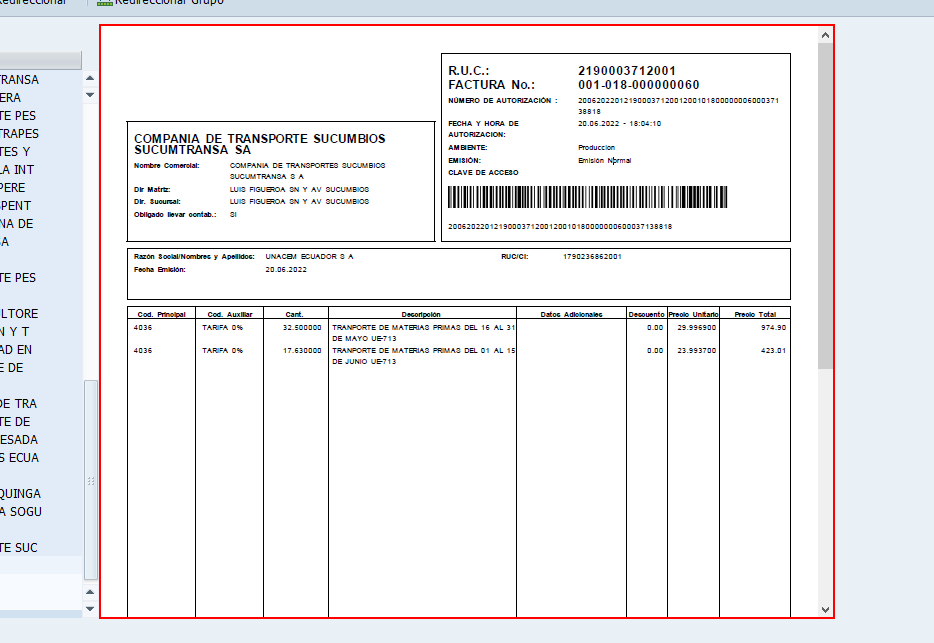 Redireccionar Grupo
TRANSA
ERA
TE PES
TRAPES
TES Y
LA INT
PERE
SPENT
NA DE
SA
TE PES
LTORE
N Y T
AD EN
E DE
DE TRA
TE DE
ESADA
S ECUA
QUINGA
A SOGU
TE SUC
R.U.C.: 2190003712001
FACTURA No.: 001-018-000000060
NÚMERO DE AUTORIZACIÓN :
FECHA Y HORA DE AUTORIZACION: 20.06.2022 - 18:04:10
AMBIENTE: Produccion
EMISIÓN: Emisión Normal
CLAVE DE ACCESO
COMPANIA DE TRANSPORTE SUCUMBIOS
SUCUMTRANSA SA
Nombre Comercial: COMPANIA DE TRANSPORTES SUCUMBIOS
SUCUMTRANSA S A
Dir Matriz: LUIS FIGUEROA SN Y AV SUCUMBIOS
Dir. Sucursal: LUIS FIGUEROA SN Y AV SUCUMBIOS
Obligado llevar contab.: SI
Razón Social/Nombres y Apellidos: UNACEM ECUADOR S A RUC/CI: 1790236862001
Fecha Emisión: 20.06.2022
Cod. Principal Cod. Auxiliar Cant. Descripción Datos Adicionales Descuento Precio Unitario Precio Total
4036 TARIFA 0% 32.500000 TRANPORTE DE MATERIAS PRIMAS DEL 16 AL 31 0.00 29.996900 974.90
DE MAYO UE-713
4036 TARIFA 0% 17.630000 TRANPORTE DE MATERIAS PRIMAS DEL 01 AL 15 0.00 23.993700 423.01
DE JUNIO UE-713